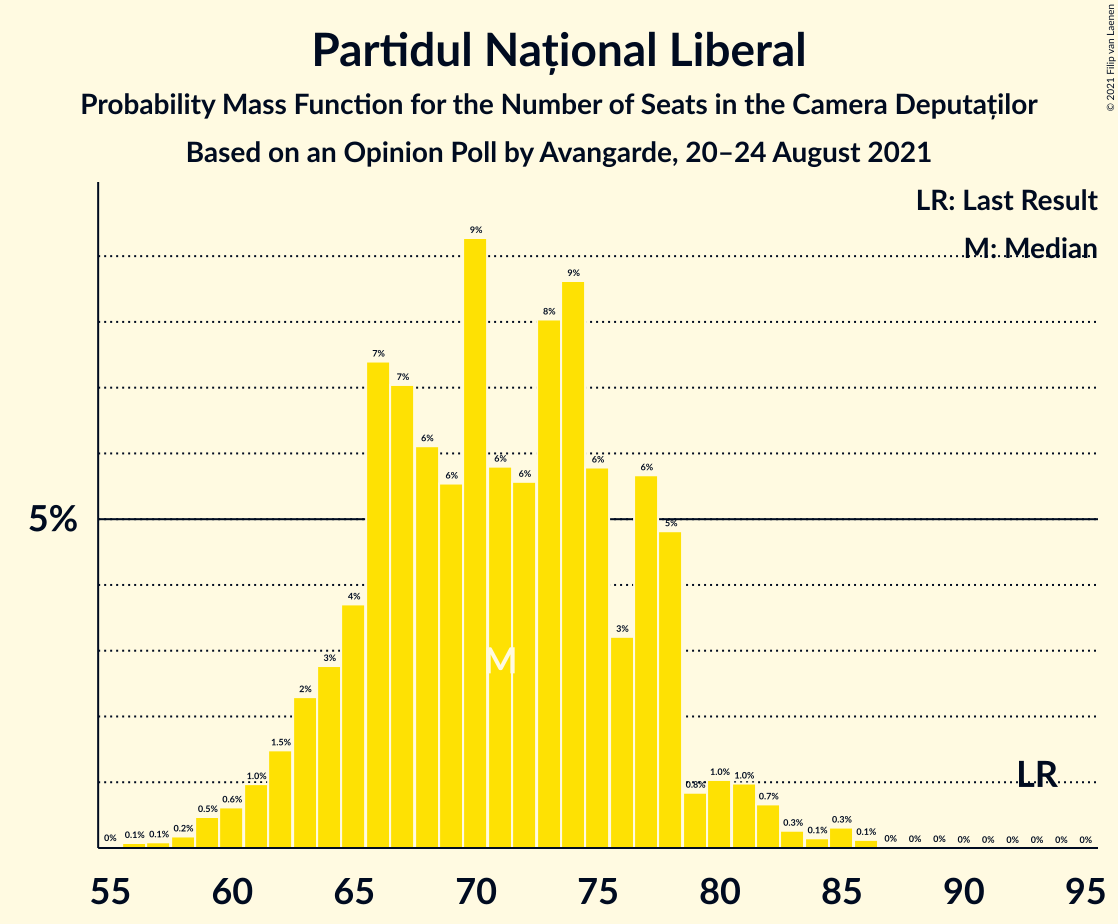 Partidul Național Liberal
Probability Mass Function for the Number of Seats in the Camera Deputaților
Based on an Opinion Poll by Avangarde, 20–24 August 2021
© 2021 Filip van Laenen
LR: Last Result
M: Median
5%
0% 0.1% 0.1% 0.2% 0.5% 0.6% 1.0% 1.5% 2% 3% 4% 7% 7% 6% 6% 9% 6% 6% 8% 9% 6% 3% 6% 5% 0.8% 1.0% 1.0% 0.7% 0.3% 0.1% 0.3% 0.1% 0% 0% 0% 0% 0% 0% 0% 0% 0%
M
LR
55 60 65 70 75 80 85 90 95